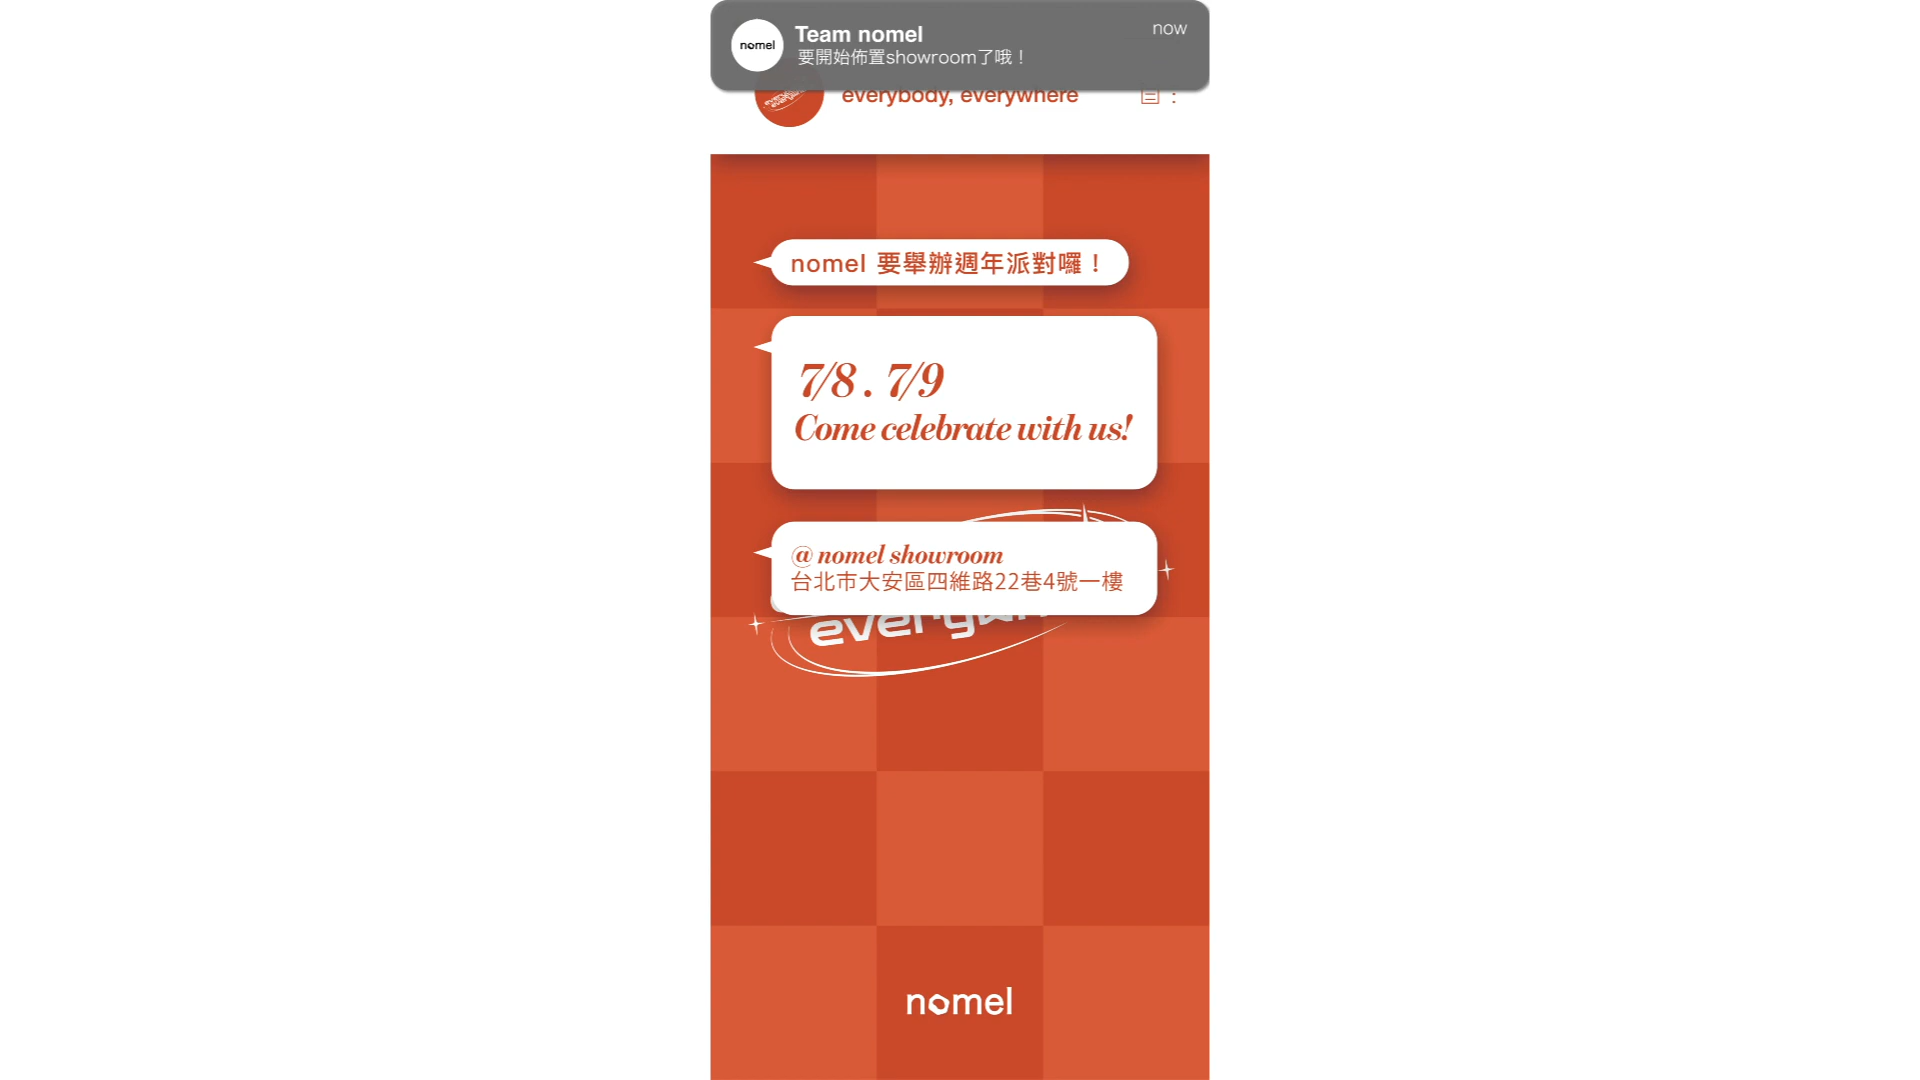 nomel
Team nomel
now
要開始佈置showroom了哦！
everybody, everywhere
nomel 要舉辦週年派對囉！
7/8 . 7/9
Come celebrate with us!
@ nomel showroom
台北市大安區四維路22巷4號一樓
nomel